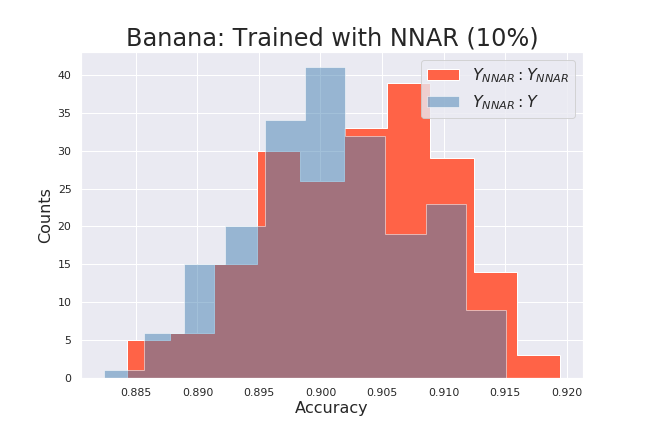 Banana: Trained with NNAR (10%)
Y_NNAR : Y_NNAR
Y_NNAR : Y
Counts
40
35
30
25
20
15
10
5
0
0.885 0.890 0.895 0.900 0.905 0.910 0.915 0.920
Accuracy